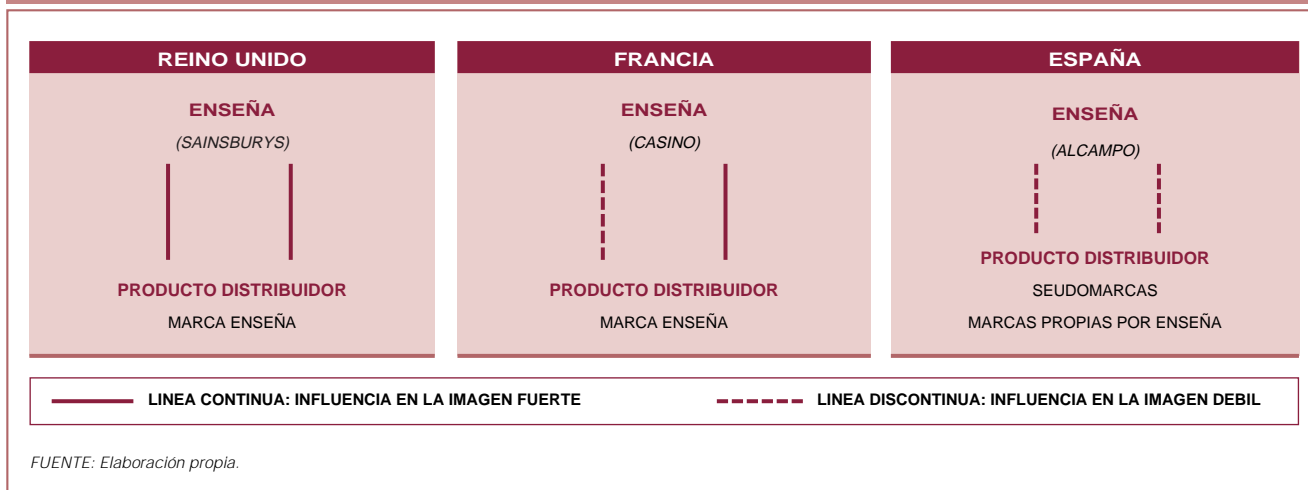 REINO UNIDO
ENSEÑA
(SAINSBURYS)
PRODUCTO DISTRIBUIDOR
MARCA ENSEÑA
FRANCIA
ENSEÑA
(CASINO)
PRODUCTO DISTRIBUIDOR
MARCA ENSEÑA
ESPAÑA
ENSEÑA
(ALCAMPO)
PRODUCTO DISTRIBUIDOR
SEUDOMARCAS
MARCAS PROPIAS POR ENSEÑA
LINEA CONTINUA: INFLUENCIA EN LA IMAGEN FUERTE
LINEA DISCONTINUA: INFLUENCIA EN LA IMAGEN DEBIL
FUENTE: Elaboración propia.